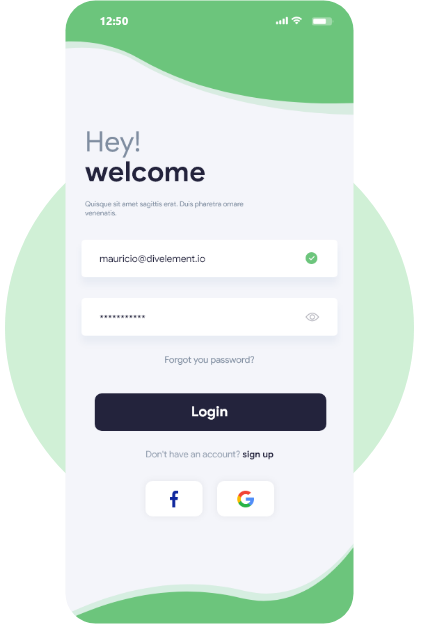 12:50
Hey!
welcome
Quisque sit amet sagittis erat. Duis pharetra ornare
venenatis.
mauricio@divelement.io
***********
Forgot you password?
Login
Don't have an account? sign up
f G